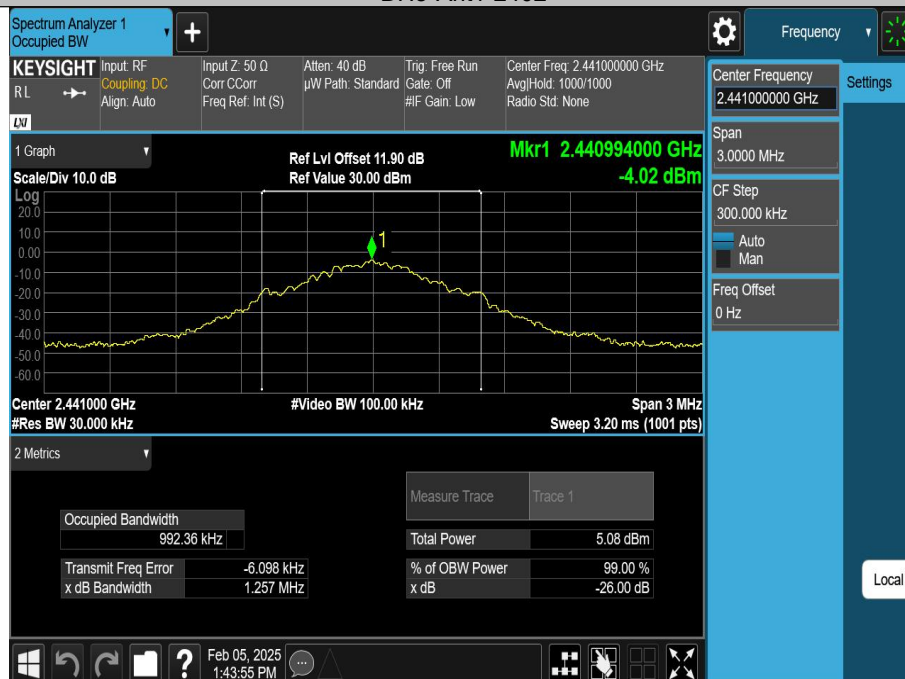 Spectrum Analyzer 1
Occupied BW
+
Frequency
KEYSIGHT
RL
LXI
Input: RF
Coupling: DC
Align: Auto
Input Z: 50 Ω
Corr CCorr
Freq Ref: Int (S)
Atten: 40 dB
µW Path: Standard
Trig: Free Run
Gate: Off
#IF Gain: Low
Center Freq: 2.441000000 GHz
Avg|Hold: 1000/1000
Radio Std: None
Center Frequency
2.441000000 GHz
Settings
Span
3.0000 MHz
CF Step
300.000 kHz
Auto
Man
Freq Offset
0 Hz
Local
1 Graph
Scale/Div 10.0 dB
Ref Lvl Offset 11.90 dB
Ref Value 30.00 dBm
Mkr1 2.440994000 GHz
-4.02 dBm
Log
20.0
10.0
0.00
-10.0
-20.0
-30.0
-40.0
-50.0
-60.0
1
Center 2.441000 GHz
#Video BW 100.00 kHz
Span 3 MHz
#Res BW 30.000 kHz
Sweep 3.20 ms (1001 pts)
2 Metrics
Measure Trace
Trace 1
Occupied Bandwidth
992.36 kHz
Total Power
5.08 dBm
Transmit Freq Error
-6.098 kHz
% of OBW Power
99.00 %
x dB Bandwidth
1.257 MHz
x dB
-26.00 dB
?
Feb 05, 2025
1:43:55 PM